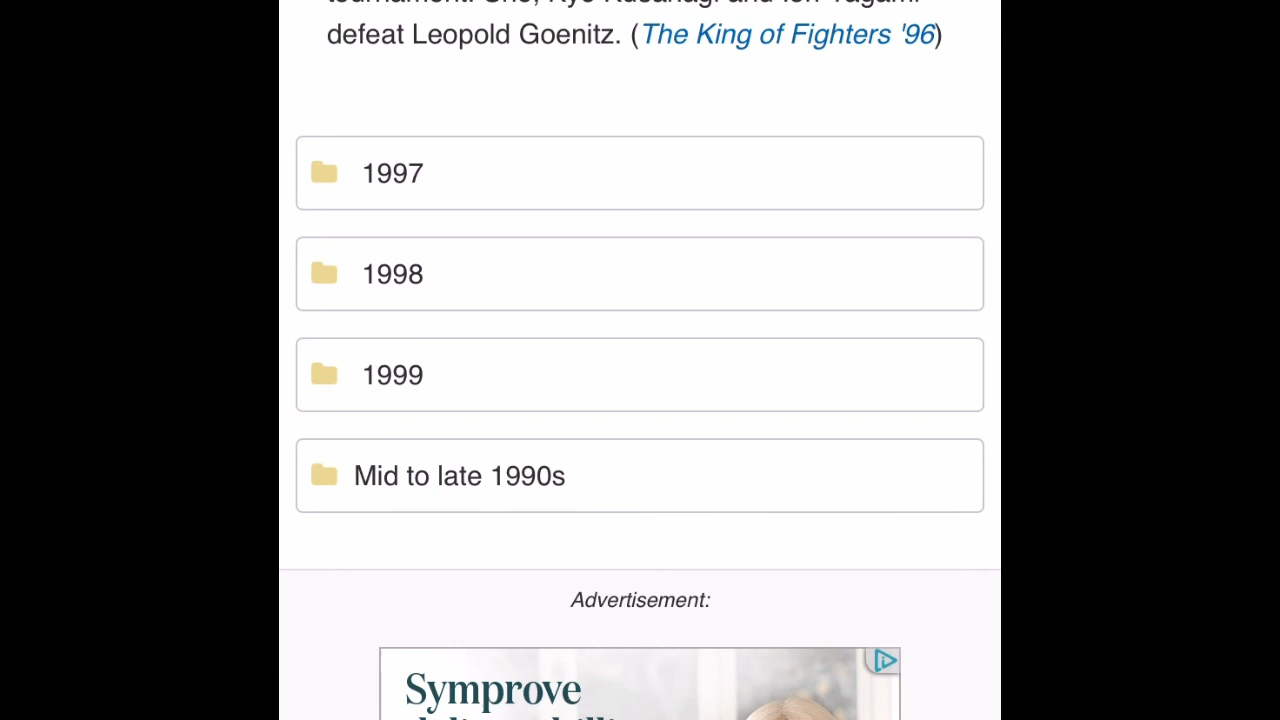 defeat Leopold Goenitz. (The King of Fighters '96)
1997
1998
1999
Mid to late 1990s
Advertisement:
Symprove